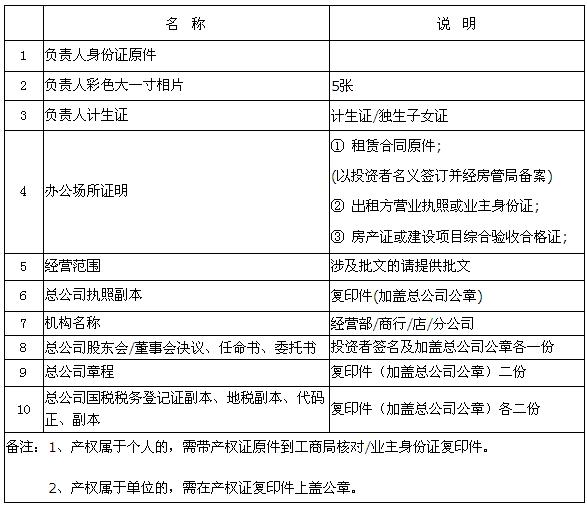 名 称 说 明
1 负责人身份证原件
2 负责人彩色大一寸相片 5张
3 负责人计生证 计生证/独生子女证
4 办公场所证明 ① 租赁合同原件;
(以投资者名义签订并经房管局备案)
② 出租方营业执照或业主身份证;
③ 房产证或建设项目综合验收合格证;
5 经营范围 涉及批文的请提供批文
6 总公司执照副本 复印件(加盖总公司公章)
7 机构名称 经营部/商行/店/分公司
8 总公司股东会/董事会决议、任命书、委托书 投资者签名及加盖总公司公章各一份
9 总公司章程 复印件（加盖总公司公章）二份
10 总公司国税税务登记证副本、地税副本、代码
正、副本 复印件（加盖总公司公章）各二份
备注: 1、产权属于个人的，需带产权证原件到工商局核对/业主身份证复印件。
2、产权属于单位的，需在产权证复印件上盖公章。